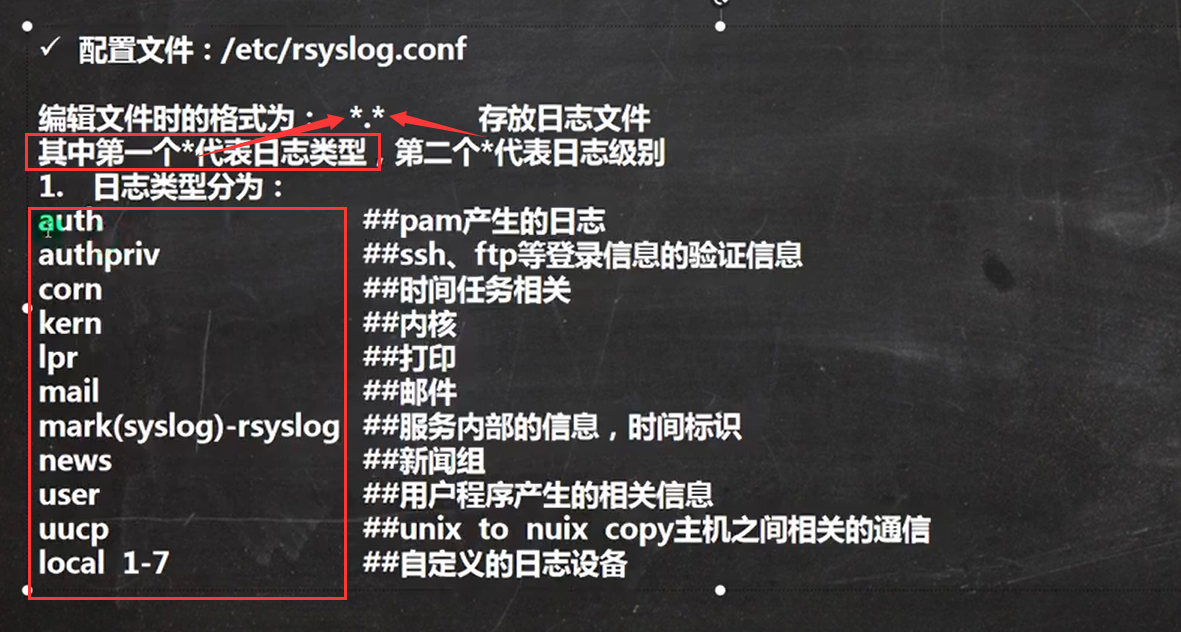 ✓ 配置文件：/etc/rsyslog.conf
编辑文件时的格式为： *.* 存放日志文件
其中第一个*代表日志类型，第二个*代表日志级别
1. 日志类型分为：
auth ##pam产生的日志
authpriv ##ssh、ftp等登录信息的验证信息
corn ##时间任务相关
kern ##内核
lpr ##打印
mail ##邮件
mark(syslog)-rsyslog ##服务内部的信息，时间标识
news ##新闻组
user ##用户程序产生的相关信息
uucp ##unix to nuix copy主机之间相关的通信
local 1-7 ##自定义的日志设备